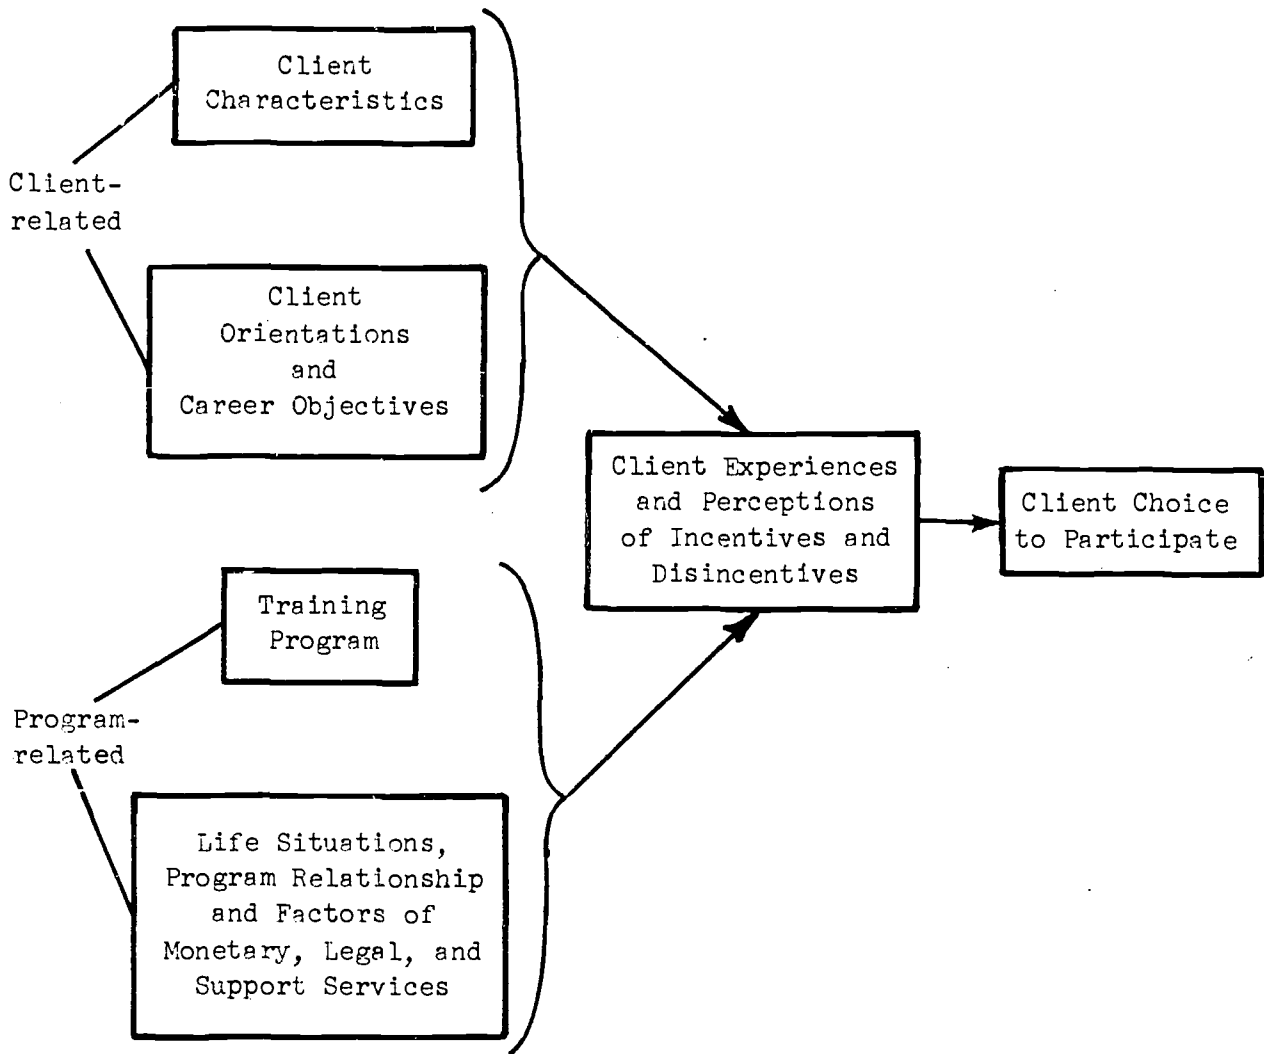 Client
Characteristics
Client-
related
Client
Orientations
and
Career Objectives
Client Experiences
and Perceptions
of Incentives and
Disincentives
Client Choice
to Participate
Training
Program
Program-
related
Life Situations,
Program Relationship
and Factors of
Monetary, Legal, and
Support Services